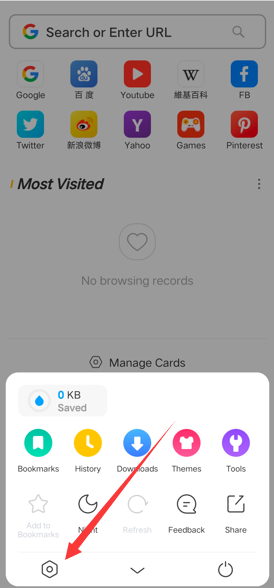 Search or Enter URL
Google 百度 Youtube 維基百科 FB
Twitter 新浪微博 Yahoo Games Pinterest
Most Visited
No browsing records
Manage Cards
0 KB
Saved
Bookmarks History Downloads Themes Tools
Add to Bookmarks Night Refresh Feedback Share